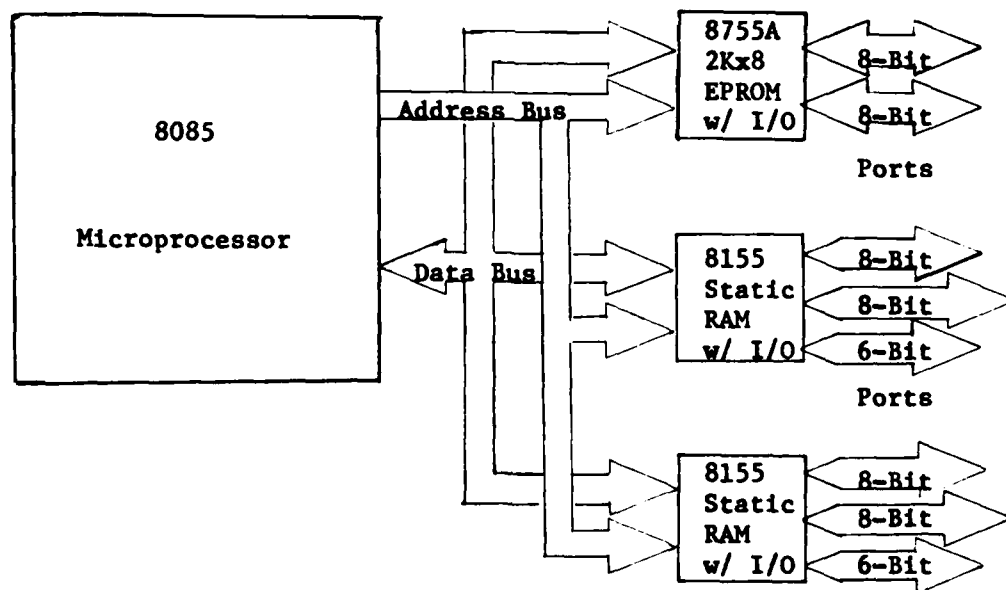 8085
Microprocessor
Address Bus
Data Bus
8755A
2Kx8
EPROM
w/ I/O
8-Bit
8-Bit
Ports
8155
Static
RAM
w/ I/O
8-Bit
8-Bit
6-Bit
Ports
8155
Static
RAM
w/ I/O
8-Bit
8-Bit
6-Bit